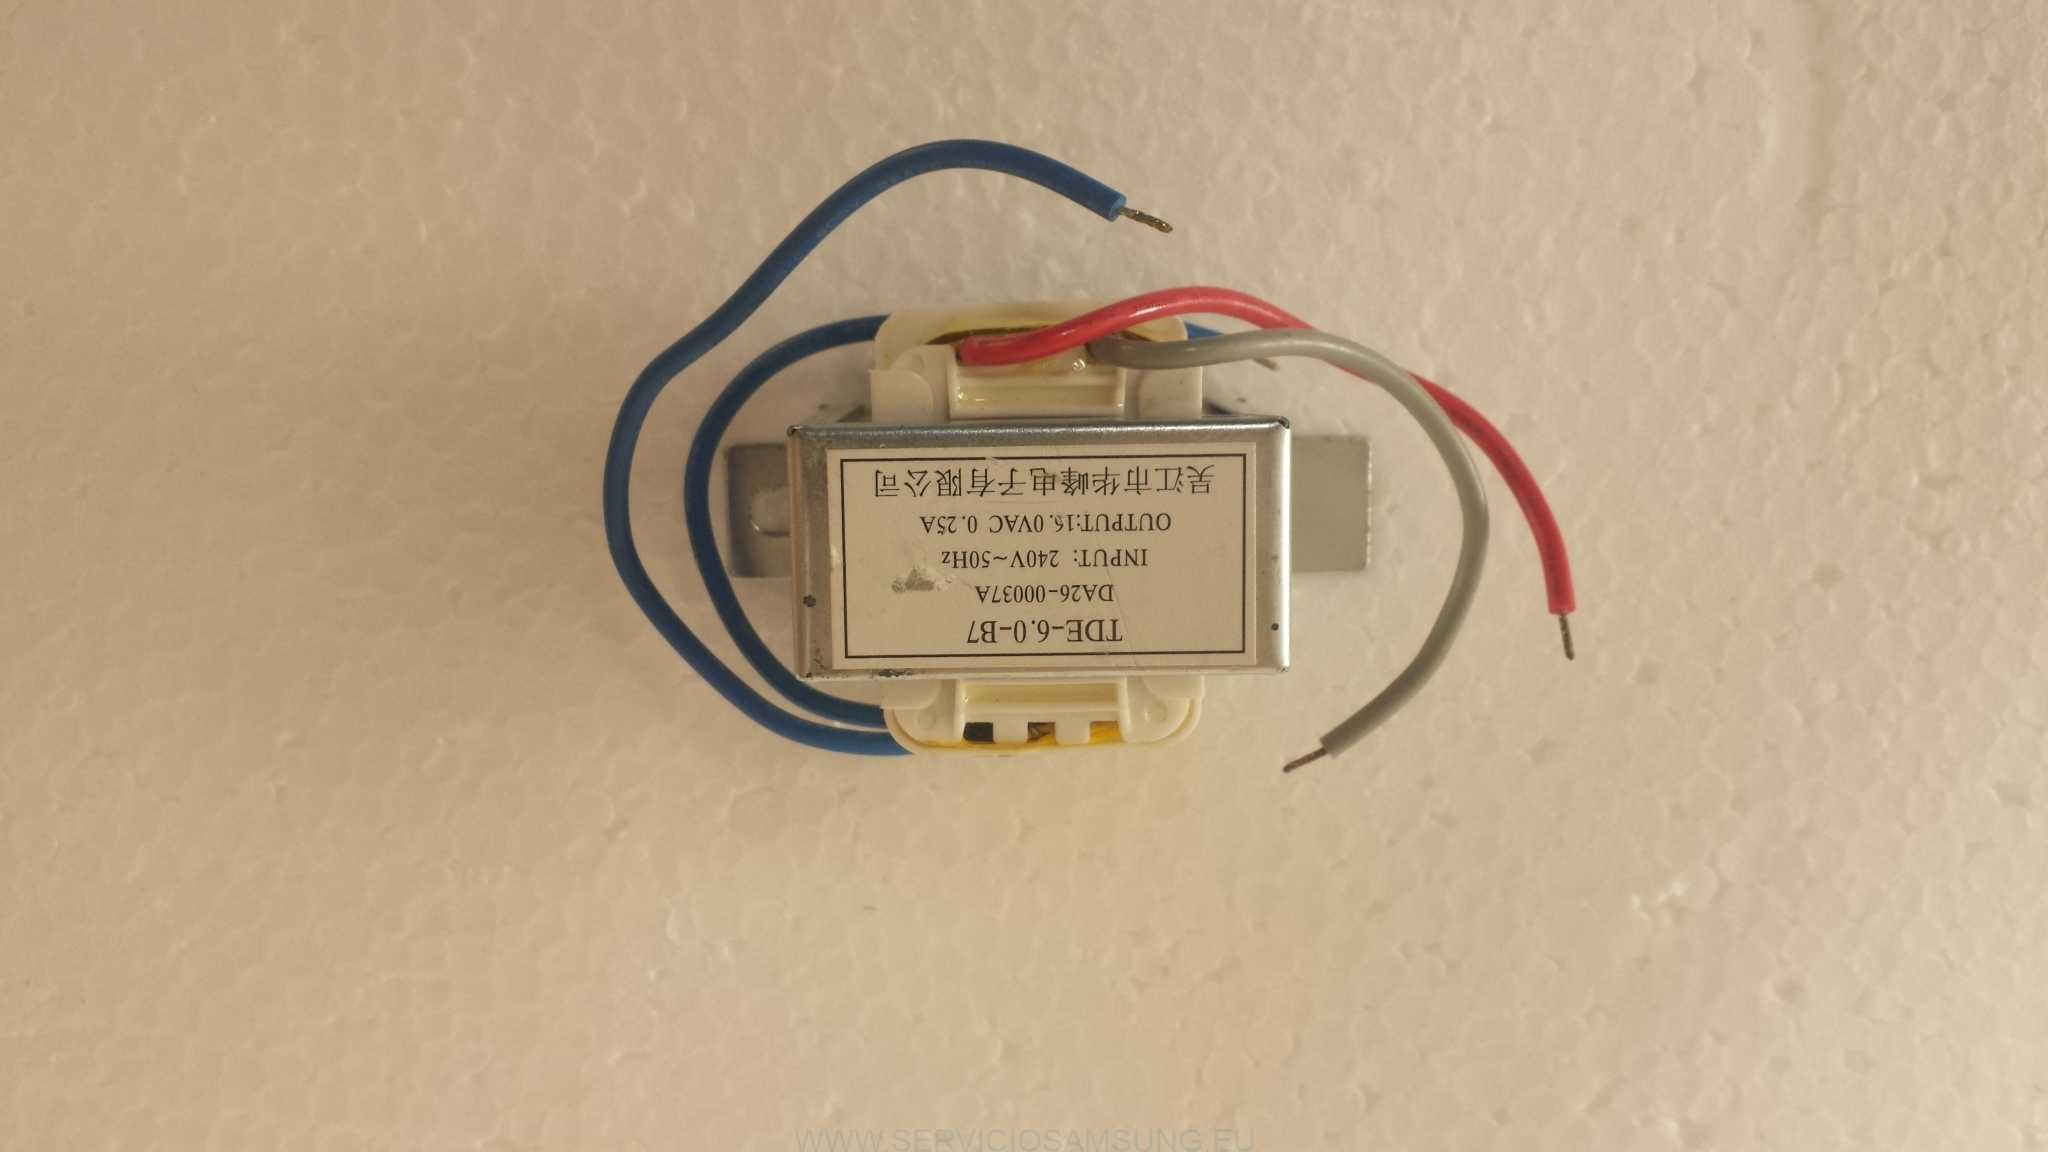 TDE-6.0-B7
DA26-00037A
INPUT: 240V~50Hz
OUTPUT:16.0VAC 0.25A
吴江市华峰电子有限公司
WWW.SERVICIOSAMSUNG.EU